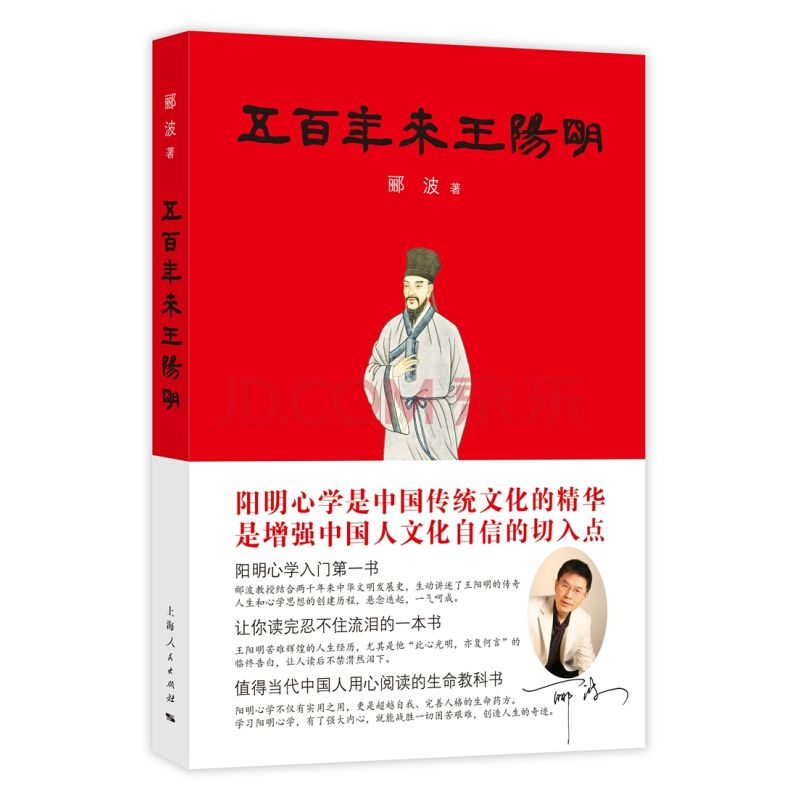 五百年来王陽明
郦波 著
阳明心学是中国传统文化的精华
是增强中国人文化自信的切入点
阳明心学入门第一书
郦波教授结合两千年来中华文明发展史，生动讲述了王阳明的传奇
人生和心学思想的创建历程，悬念迭起，一气呵成。
让你读完忍不住流泪的一本书
王阳明苦难辉煌的人生经历，尤其是他“此心光明，亦复何言”的
临终告白，让人读后不禁潸然泪下。
值得当代中国人用心阅读的生命教科书
阳明心学不仅有实用之用，更是超越自我、完善人格的生命药方。
学习阳明心学，有了强大内心，就能战胜一切困苦艰难，创造人生的奇迹。
郦波
郦波 著
五百年来王陽明
上海人民出版社
JD.COM 京东